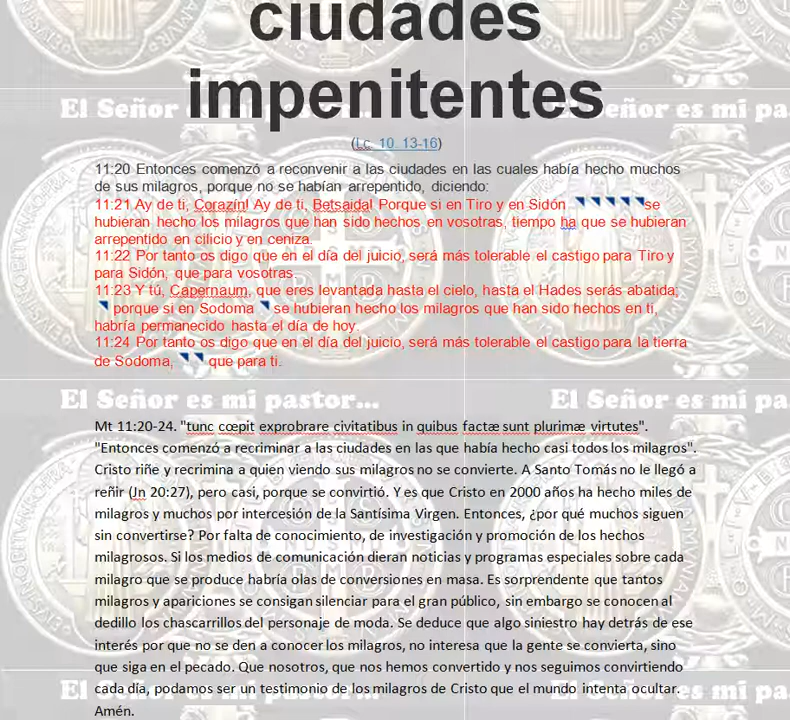 ciudades
impenitentes
El Señor es mi pa
(Lc. 10. 13-16)
11:20 Entonces comenzó a reconvenir a las ciudades en las cuales había hecho muchos
de sus milagros, porque no se habían arrepentido, diciendo:
11:21 Ay de ti, Corazín! Ay de ti, Betsaida! Porque si en Tiro y en Sidón se
hubieran hecho los milagros que han sido hechos en vosotras, tiempo ha que se hubieran
arrepentido en cilicio y en ceniza.
11:22 Por tanto os digo que en el día del juicio, será más tolerable el castigo para Tiro y
para Sidón, que para vosotras
11:23 Y tú, Capernaum, que eres levantada hasta el cielo, hasta el Hades serás abatida;
porque si en Sodoma se hubieran hecho los milagros que han sido hechos en ti,
habría permanecido hasta el día de hoy.
11:24 Por tanto os digo que en el día del juicio, será más tolerable el castigo para la tierra
de Sodoma, que para ti.
El Señor es mi pastor... El Señor es mi pa
Mt 11:20-24. "tunc cœpit exprobrare civitatibus in quibus factæ sunt plurimæ virtutes".
"Entonces comenzó a recriminar a las ciudades en las que había hecho casi todos los milagros".
Cristo riñe y recrimina a quien viendo sus milagros no se convierte. A Santo Tomás no le llegó a
reñir (Jn 20:27), pero casi, porque se convirtió. Y es que Cristo en 2000 años ha hecho miles de
milagros y muchos por intercesión de la Santísima Virgen. Entonces, ¿por qué muchos siguen
sin convertirse? Por falta de conocimiento, de investigación y promoción de los hechos
milagrosos. Si los medios de comunicación dieran noticias y programas especiales sobre cada
milagro que se produce habría olas de conversiones en masa. Es sorprendente que tantos
milagros y apariciones se consigan silenciar para el gran público, sin embargo se conocen al
dedillo los chascarrillos del personaje de moda. Se deduce que algo siniestro hay detrás de ese
interés por que no se den a conocer los milagros, no interesa que la gente se convierta, sino
que siga en el pecado. Que nosotros, que nos hemos convertido y nos seguimos convirtiendo
cada día, podamos ser un testimonio de los milagros de Cristo que el mundo intenta ocultar.
Amén.